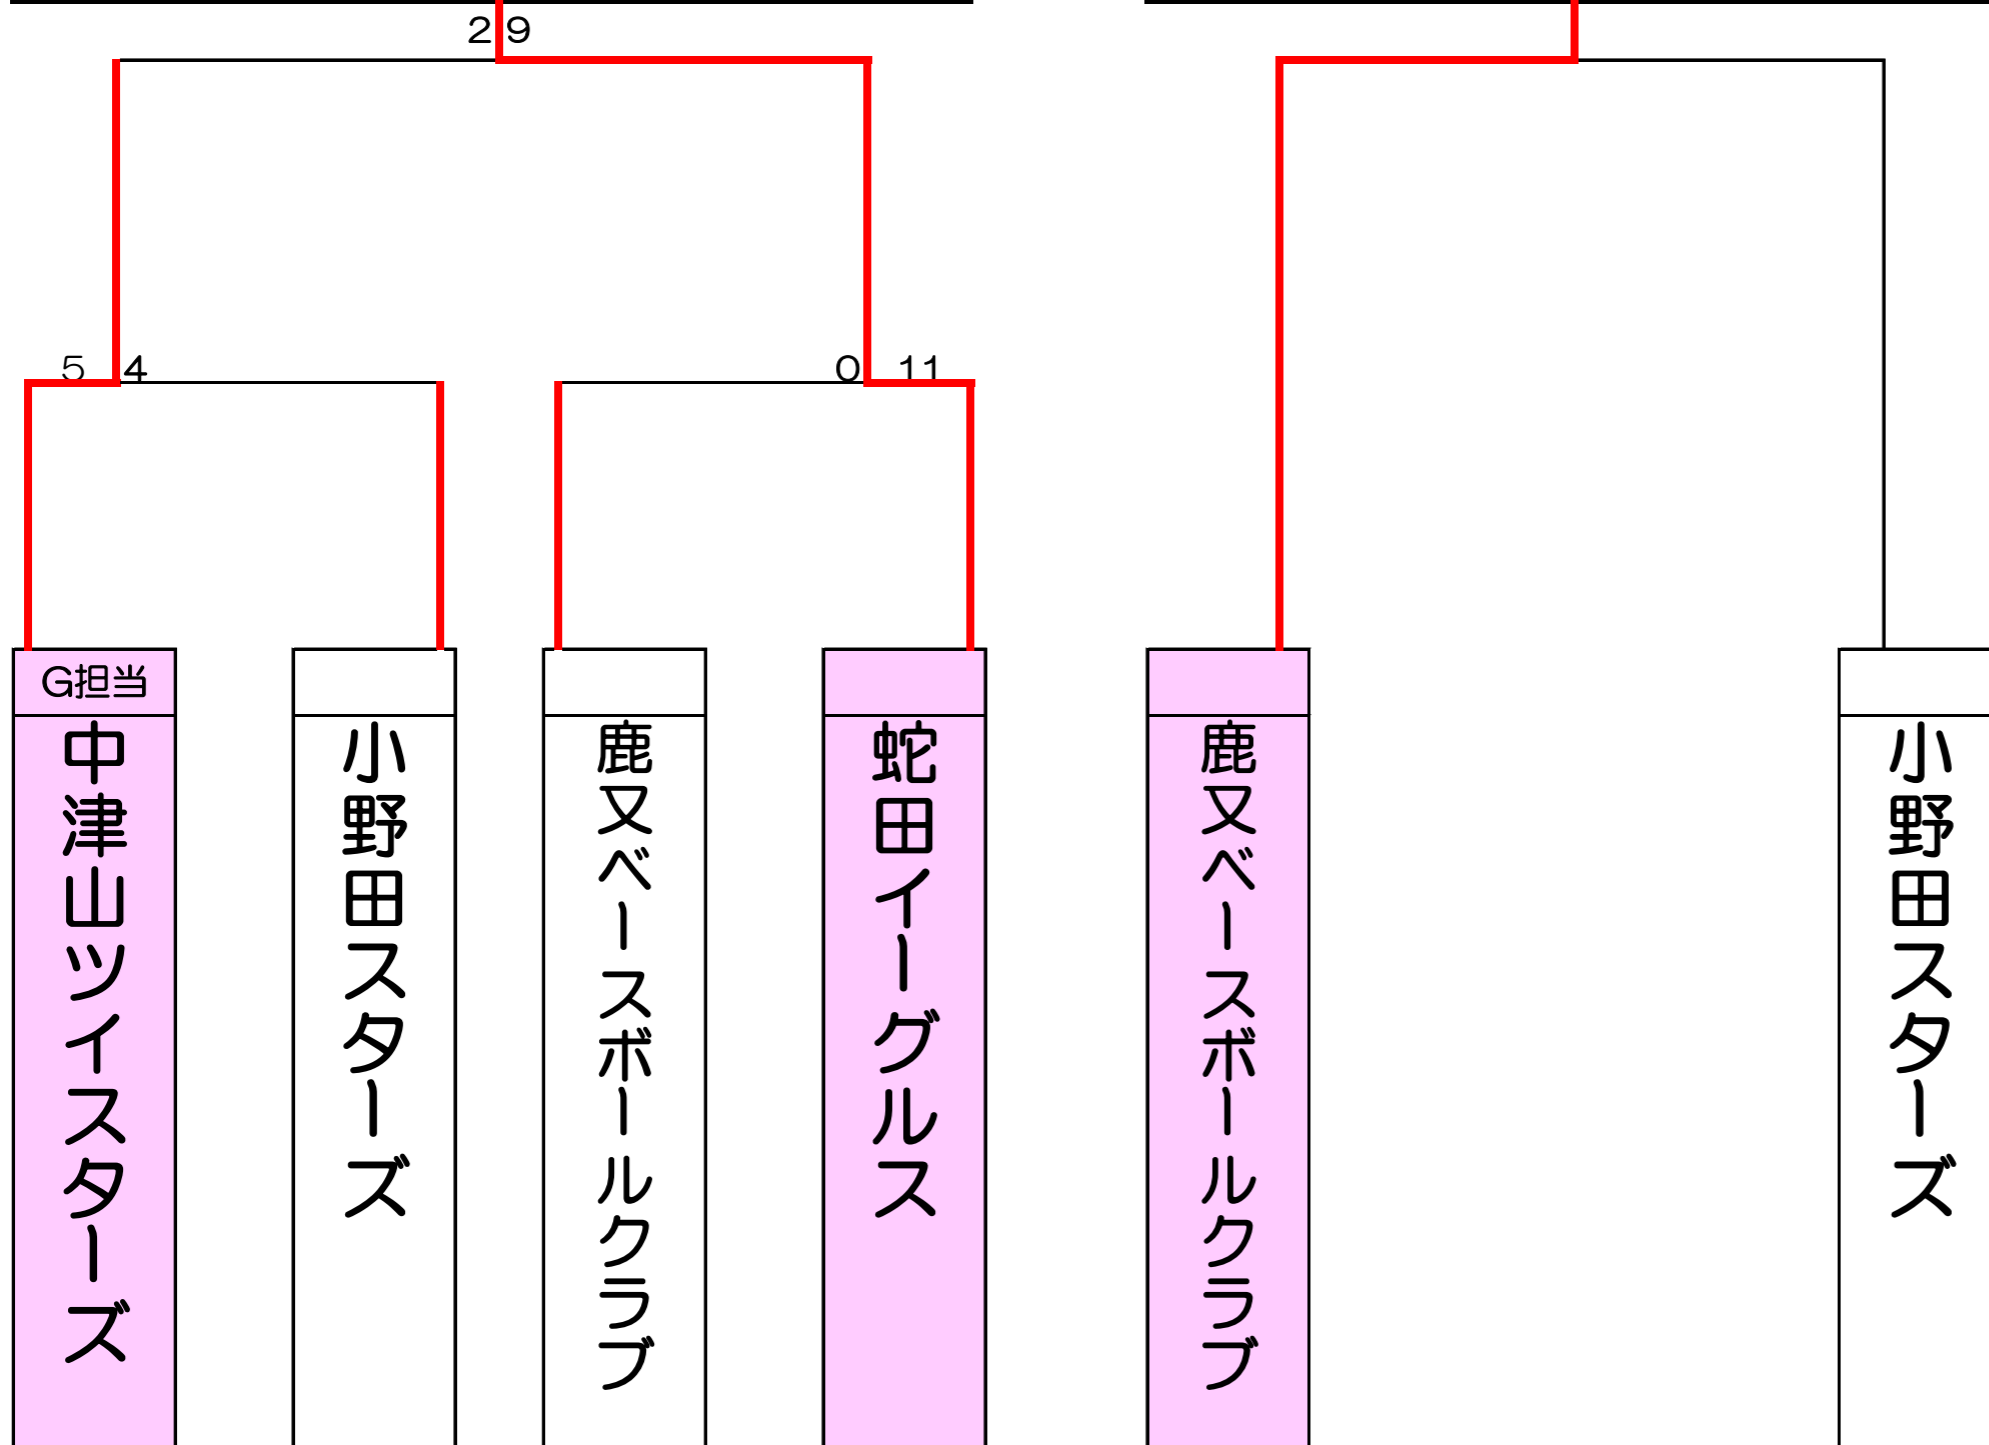 2 9
5 4
0 11
G担当
中津山ツイスターズ
小野田スターズ
鹿又ベースボールクラブ
蛇田イーグルス
鹿又ベースボールクラブ
小野田スターズ